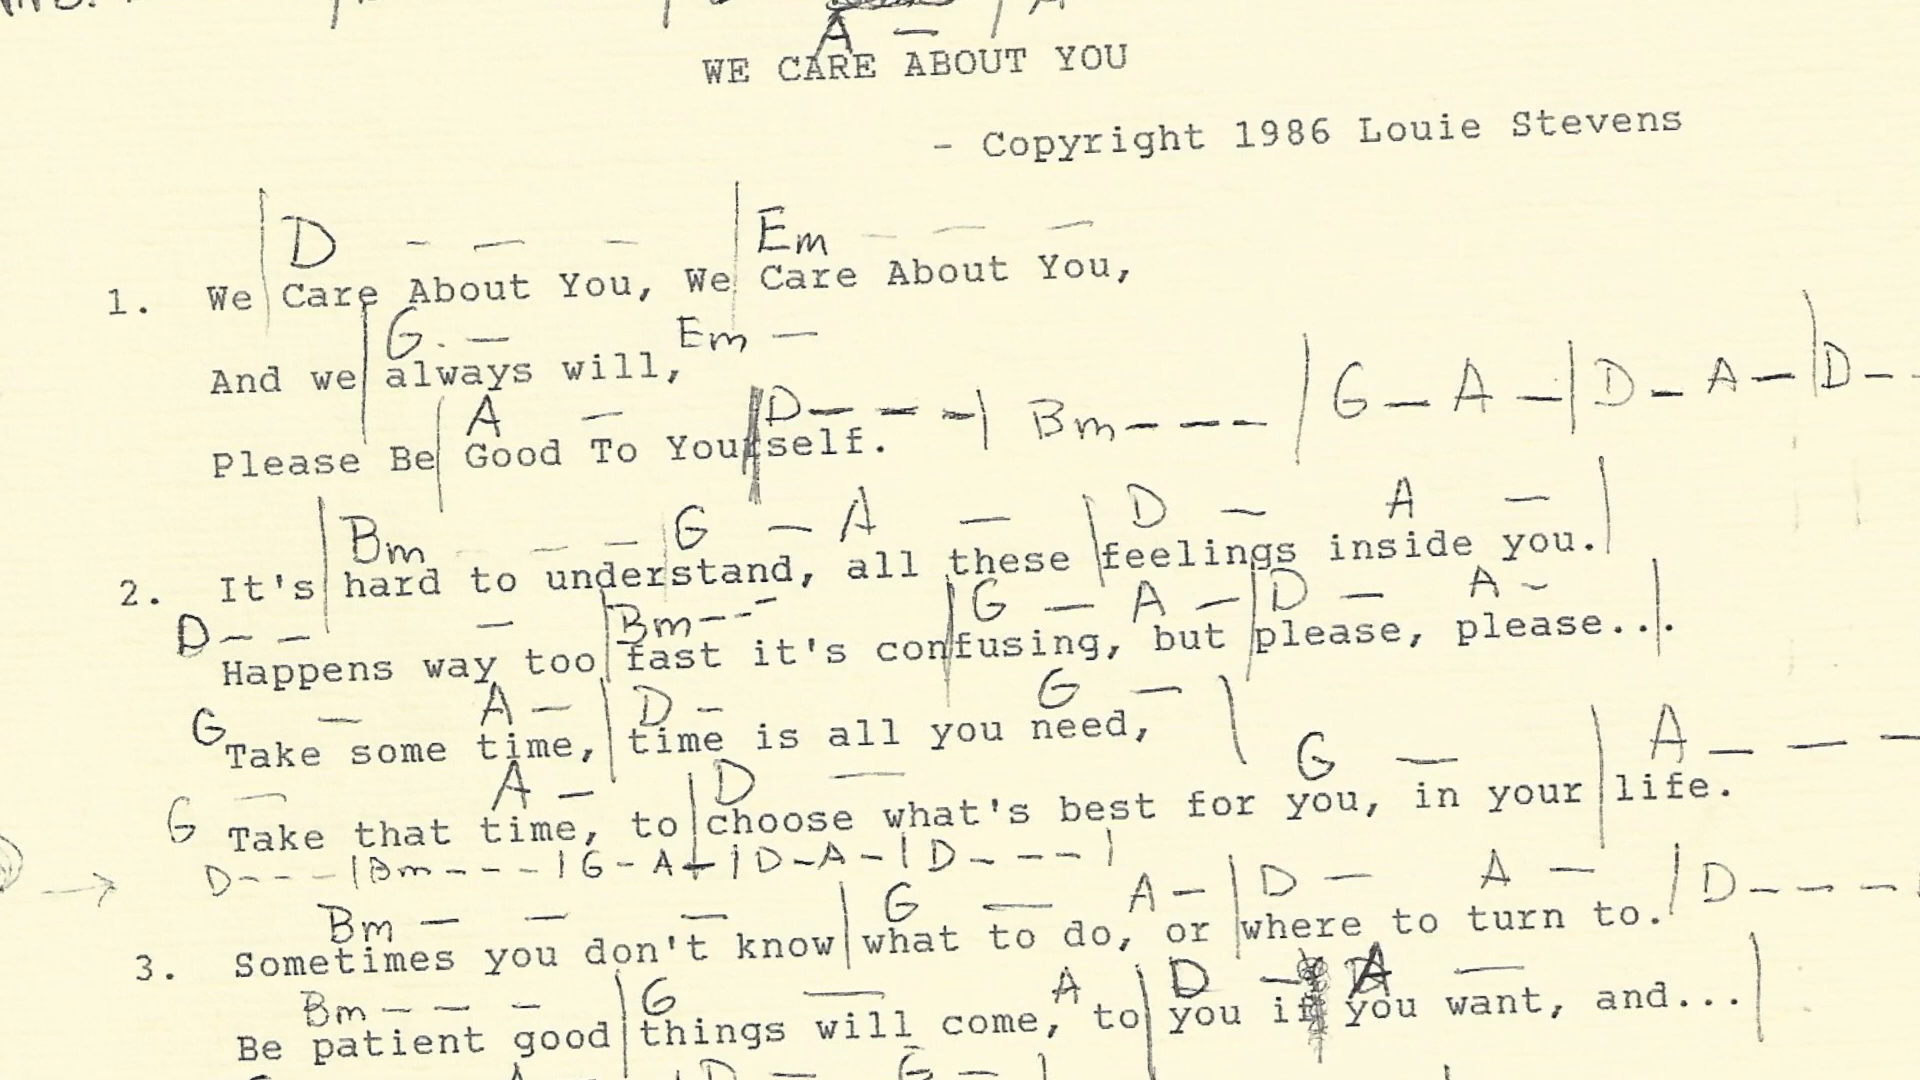 A —
WE CARE ABOUT YOU
- Copyright 1986 Louie Stevens
| D - — — | Em — — —
1. We Care About You, We Care About You,
| G - — Em —
And we always will,
| A — | D — — — | Bm - - - - | G — A — | D — A — | D - -
Please Be Good To Yourself.
| Bm — — — G — A — | D — A — |
2. It's hard to understand, all these feelings inside you.
D — — — | Bm - - - | G — A — | D — A ~ |
Happens way too fast it's confusing, but please, please...
G — A — | D — G — |
Take some time, time is all you need,
G — A — | D — G — | A — — —
Take that time, to choose what's best for you, in your life.
→ D - - - - | Bm - - - - | G - A - | D - A - | D - - - - |
Bm — — — | G — A — | D — A — | D - - - -
3. Sometimes you don't know what to do, or where to turn to.
Bm — — — | G — A | D — A — |
Be patient good things will come, to you if you want, and...